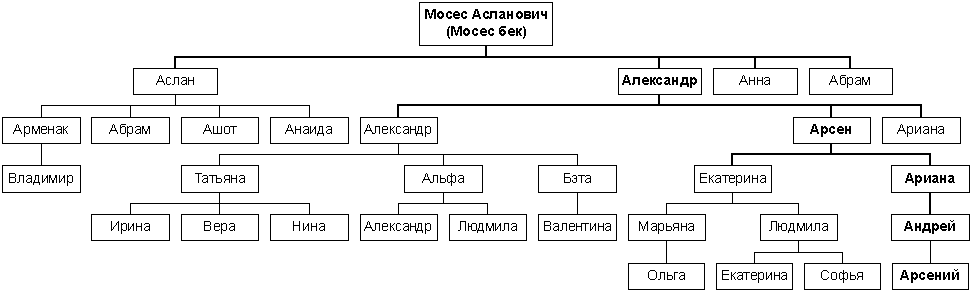 Мосес Асланович
(Мосес бек)
Аслан
Александр
Анна
Абрам
Арменак
Абрам
Ашот
Анаида
Александр
Арсен
Ариана
Владимир
Татьяна
Альфа
Бэта
Екатерина
Ариана
Ирина
Вера
Нина
Александр
Людмила
Валентина
Марьяна
Людмила
Андрей
Ольга
Екатерина
Софья
Арсений